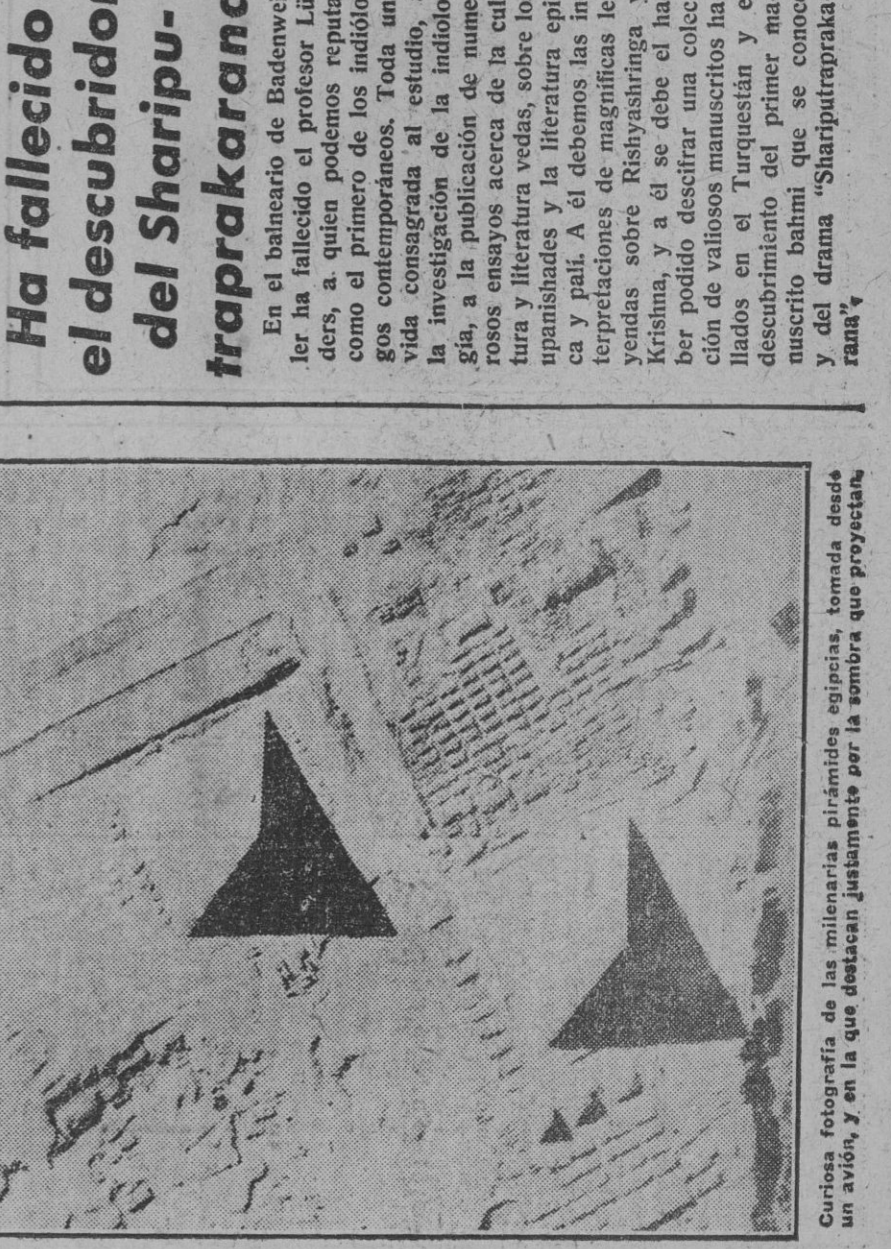 Curiosa fotografía de las milenarias pirámides egipcias, tomada desde
un avión, y en la que destacan justamente por la sombra que proyectan.
Ha fallecido
el descubridor
del Sharipu-
traprakarana
En el balneario de Badenwei
ler ha fallecido el profesor Lü
ders, a quien podemos reputa
como el primero de los indiólo
gos contemporáneos. Toda un
vida consagrada al estudio,
la investigación de la indiolo
gía, a la publicación de nume
rosos ensayos acerca de la cul
tura y literatura vedas, sobre lo
upanishades y la literatura epi
ca y palí. A él debemos las in
terpretaciones de magníficas le
yendas sobre Rishyashringa y
Krishna, y a él se debe el ha
ber podido descifrar una colec
ción de valiosos manuscritos ha
llados en el Turquestán y e
descubrimiento del primer ma
nuscrito bahmi que se conoce
y del drama "Shariputrapraka
rana".